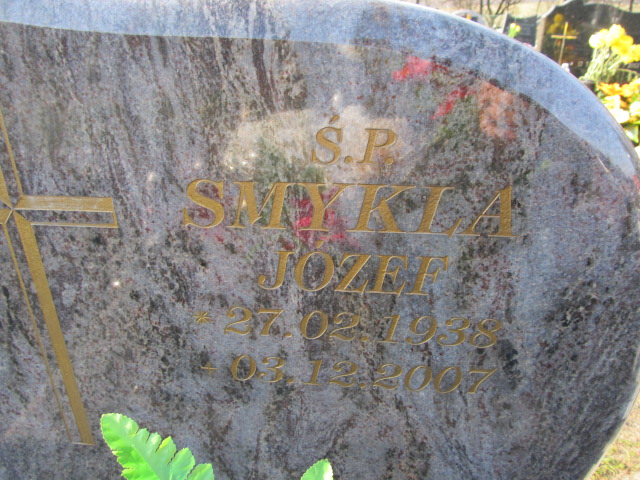 Ś.P.
SMYKLA
JÓZEF
* 27.02.1938
- 03.12.2007